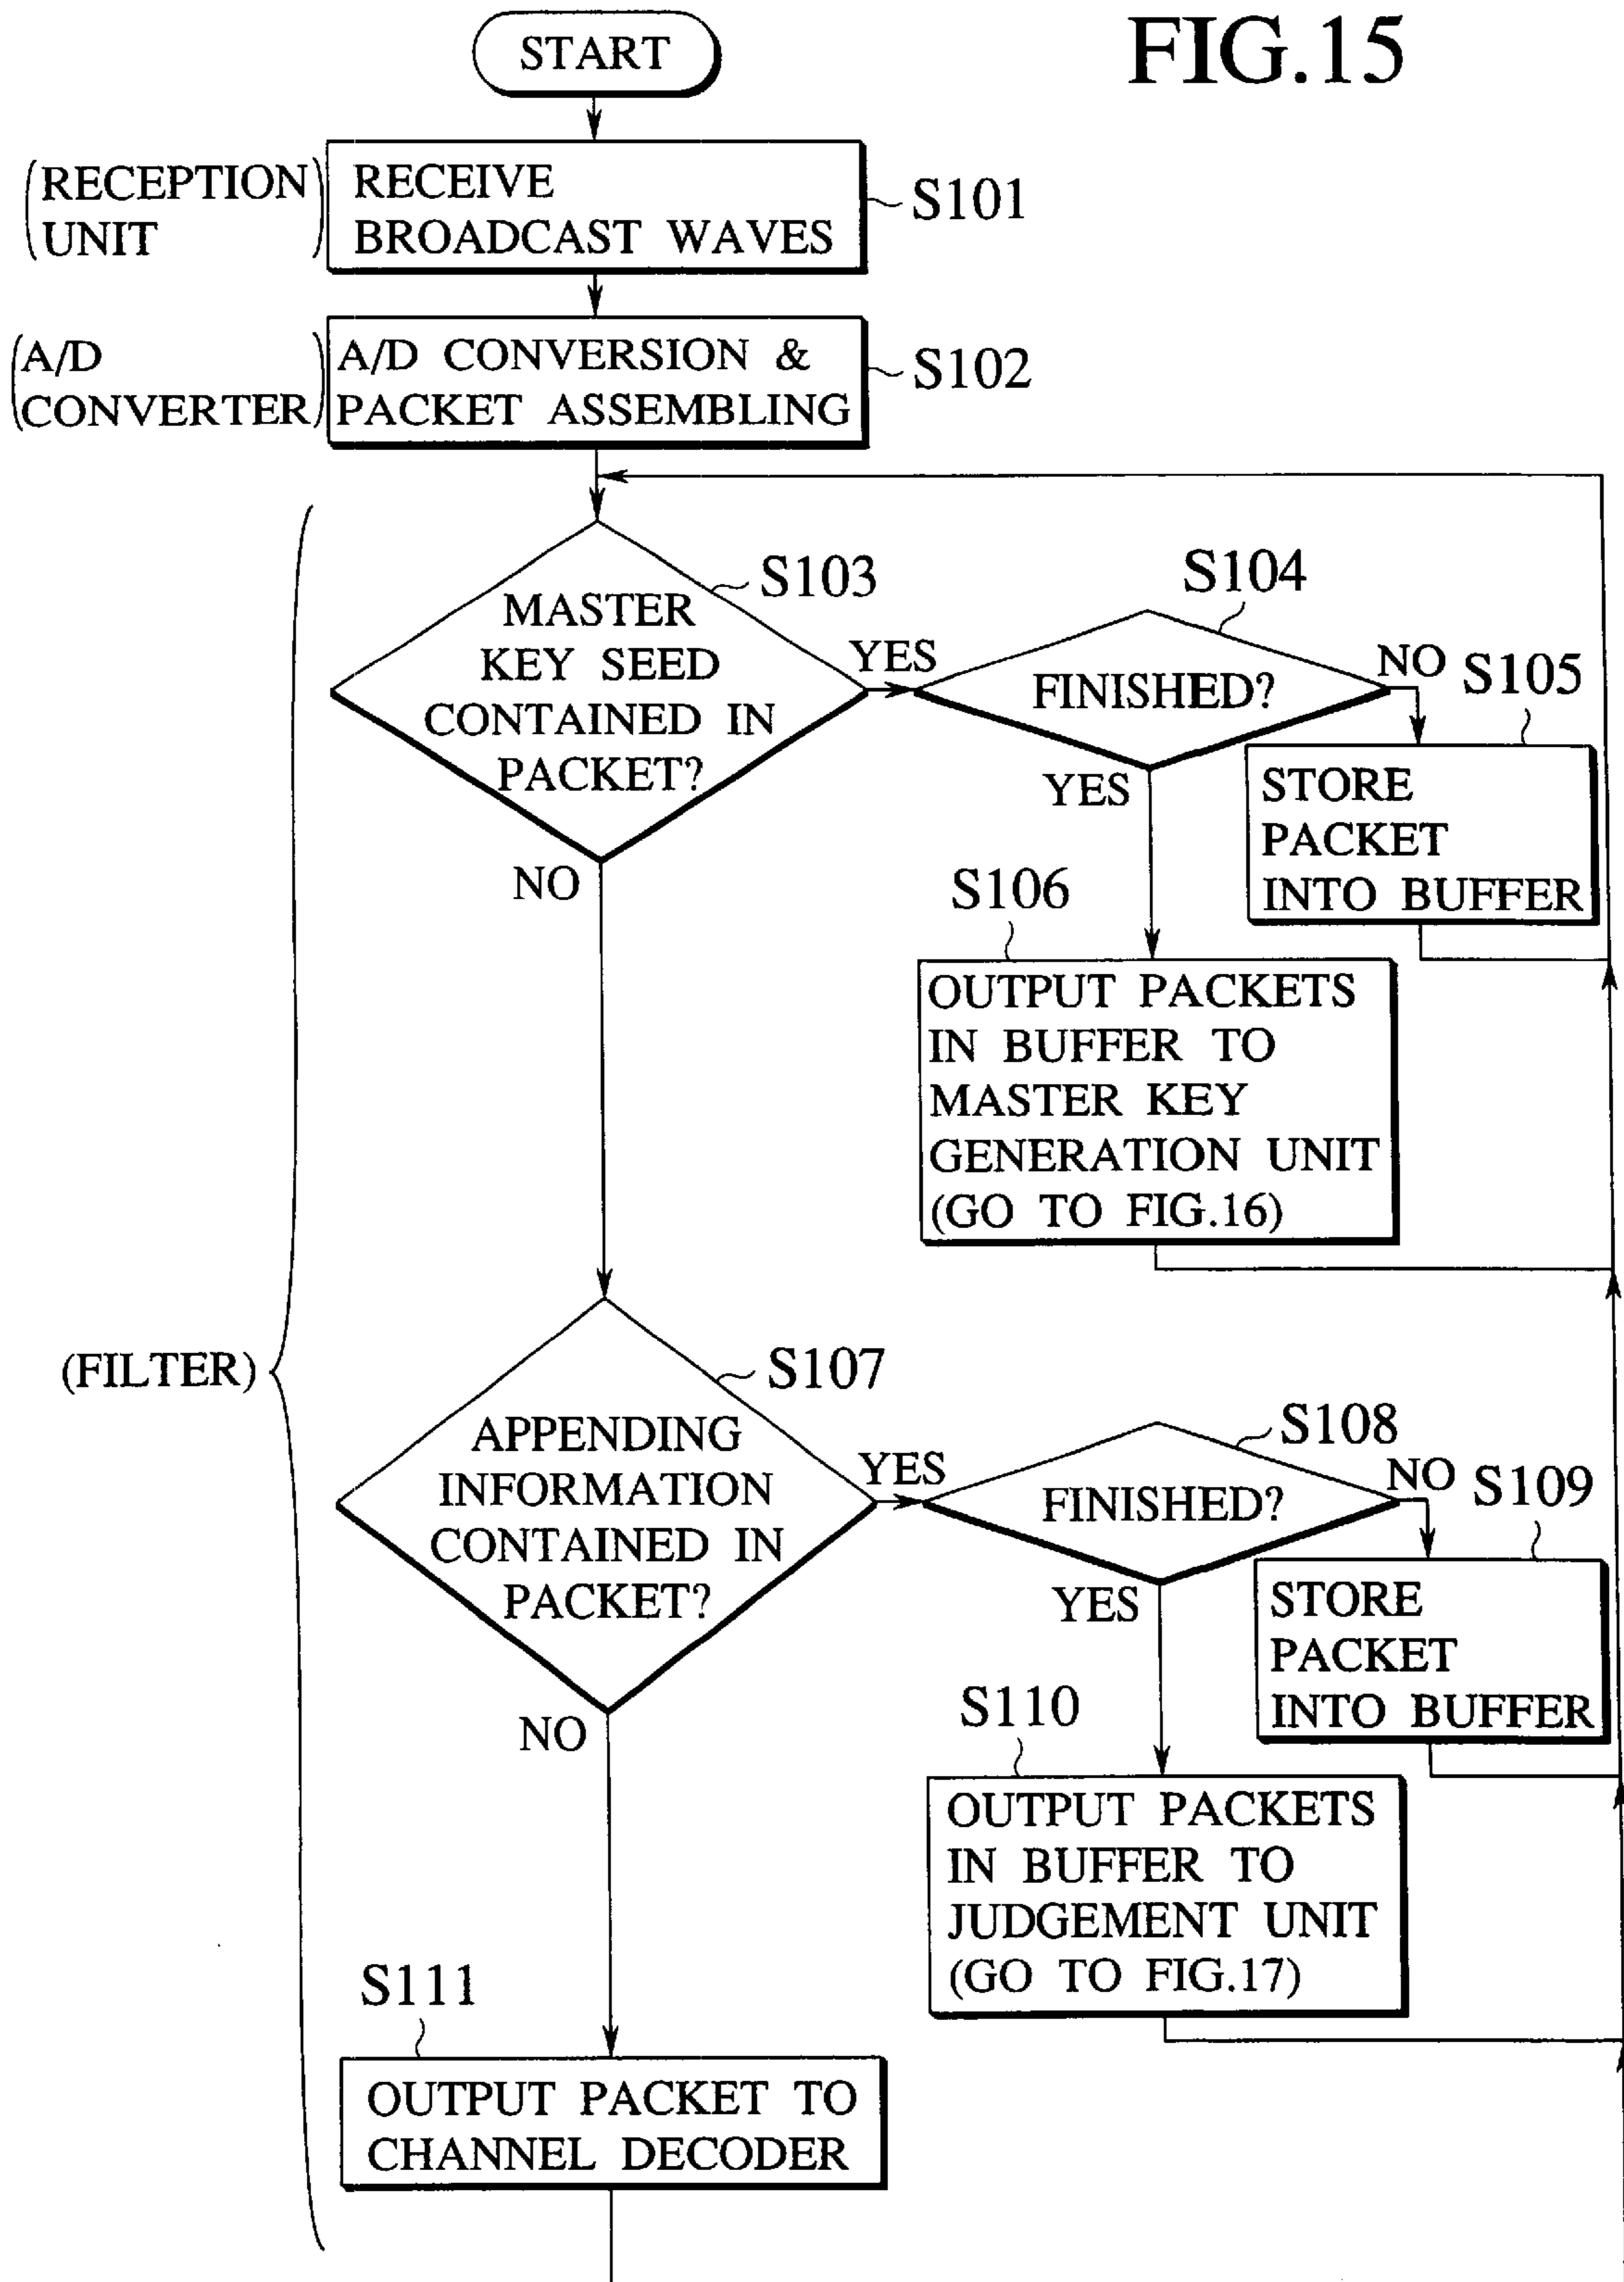 FIG.15
START
(RECEPTION
UNIT)
RECEIVE
BROADCAST WAVES
S101
(A/D
CONVERTER)
A/D CONVERSION &
PACKET ASSEMBLING
S102
S103
MASTER
KEY SEED
CONTAINED IN
PACKET?
YES
NO
S104
FINISHED?
NO
YES
S105
STORE
PACKET
INTO BUFFER
S106
OUTPUT PACKETS
IN BUFFER TO
MASTER KEY
GENERATION UNIT
(GO TO FIG.16)
(FILTER)
S107
APPENDING
INFORMATION
CONTAINED IN
PACKET?
YES
NO
S108
FINISHED?
NO
YES
S109
STORE
PACKET
INTO BUFFER
S110
OUTPUT PACKETS
IN BUFFER TO
JUDGEMENT UNIT
(GO TO FIG.17)
S111
OUTPUT PACKET TO
CHANNEL DECODER